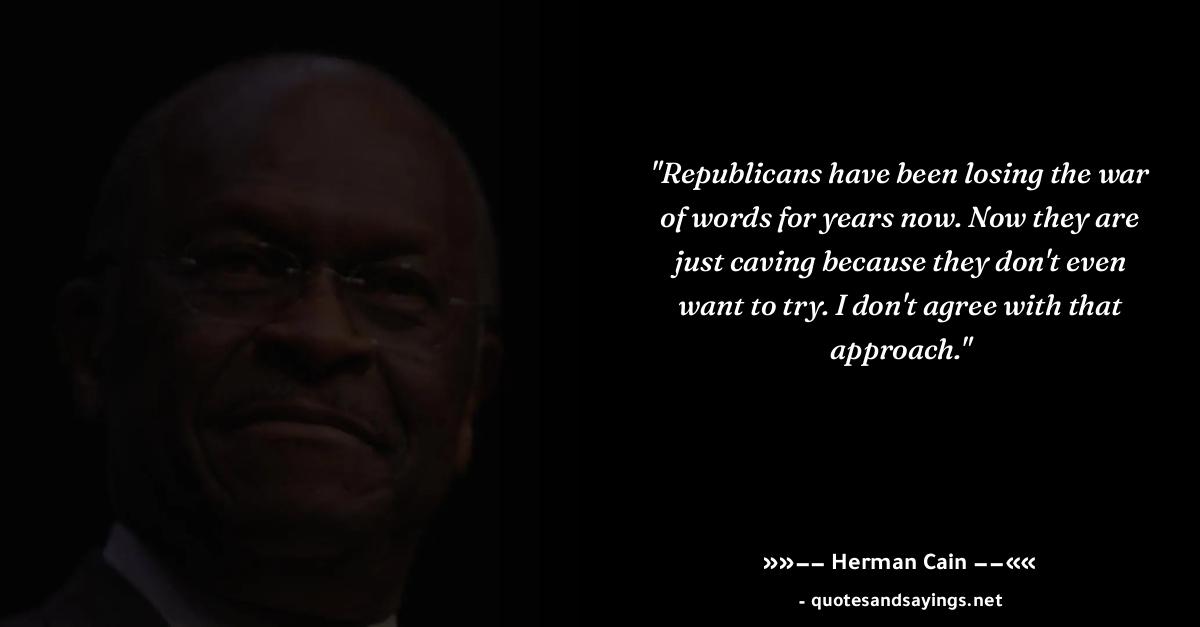 "Republicans have been losing the war
of words for years now. Now they are
just caving because they don't even
want to try. I don't agree with that
approach."
»»–– Herman Cain ––««
- quotesandsayings.net